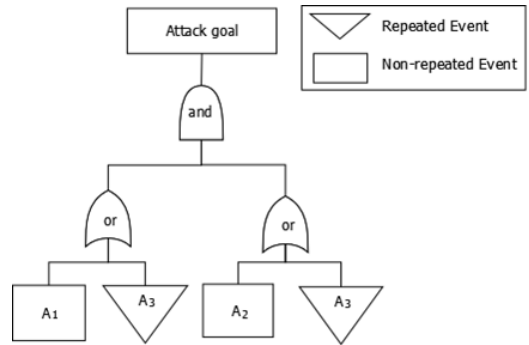 Attack goal
Repeated Event
Non-repeated Event
and
or
or
A1
A3
A2
A3